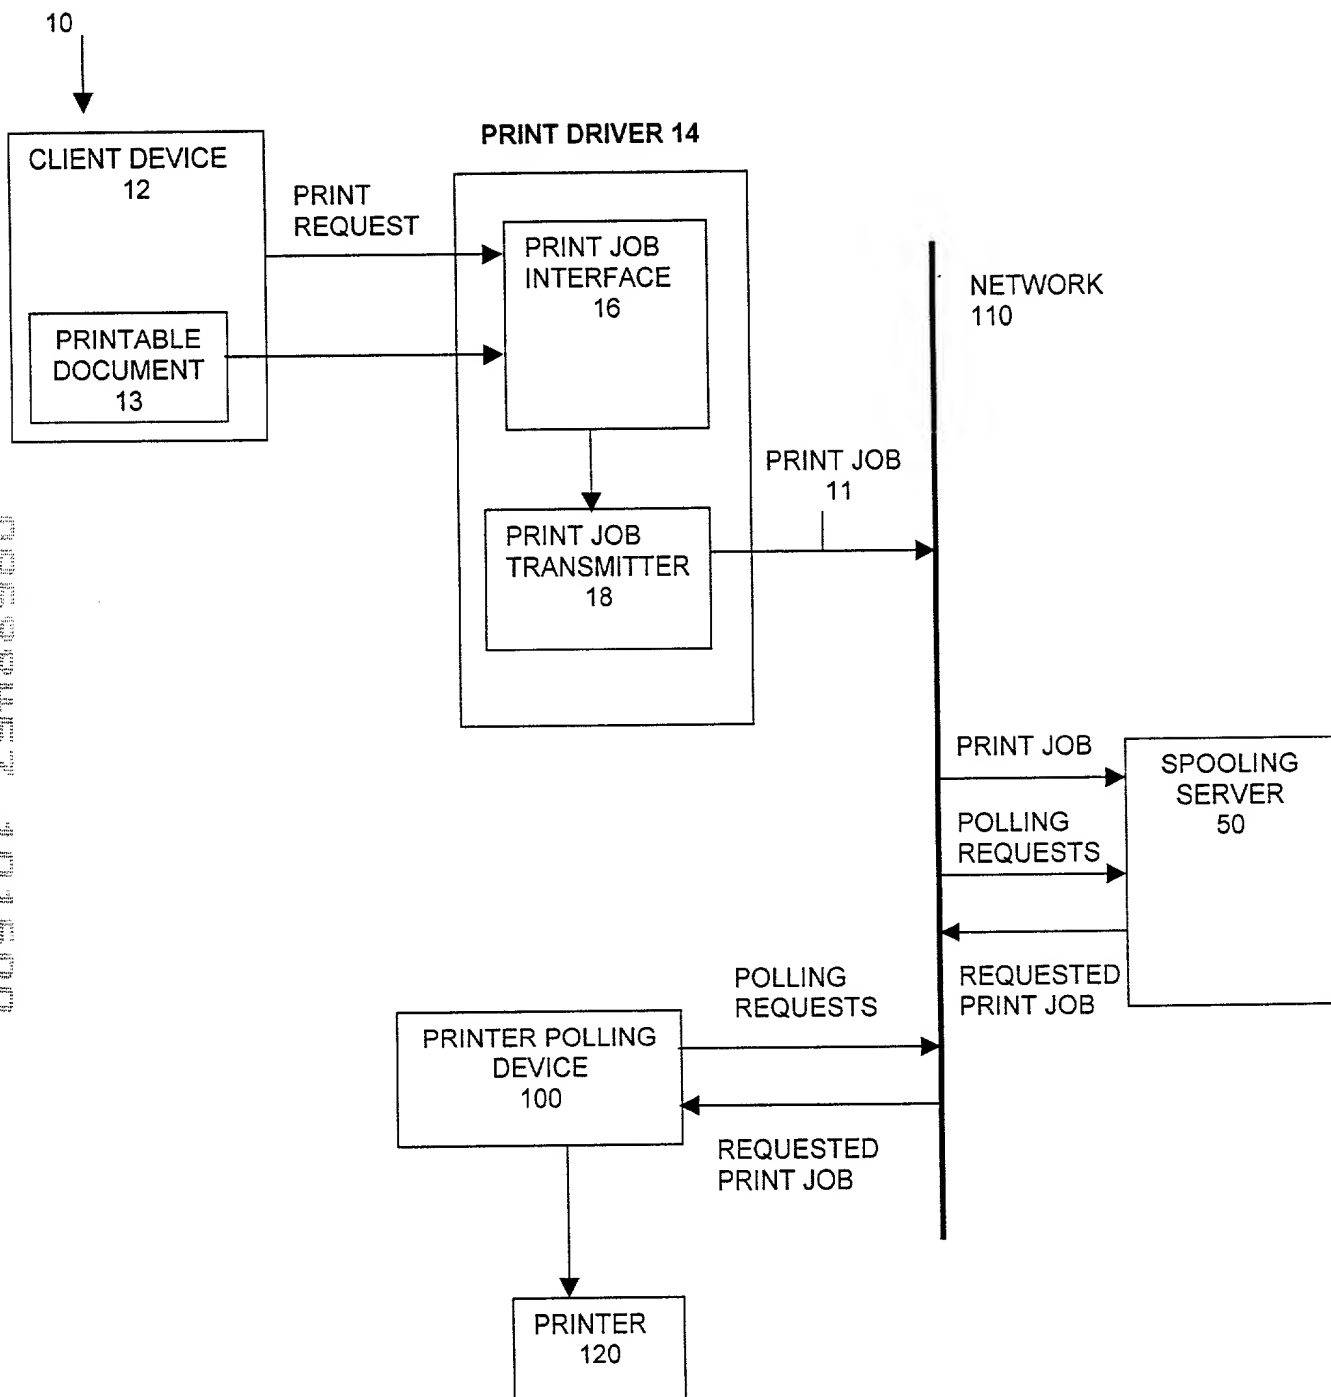 10
PRINT DRIVER 14
CLIENT DEVICE
12
PRINT
REQUEST
PRINT JOB
INTERFACE
16
NETWORK
110
PRINTABLE
DOCUMENT
13
PRINT JOB
11
PRINT JOB
TRANSMITTER
18
PRINT JOB
SPOOLING
SERVER
50
POLLING
REQUESTS
REQUESTED
PRINT JOB
POLLING
REQUESTS
PRINTER POLLING
DEVICE
100
REQUESTED
PRINT JOB
PRINTER
120